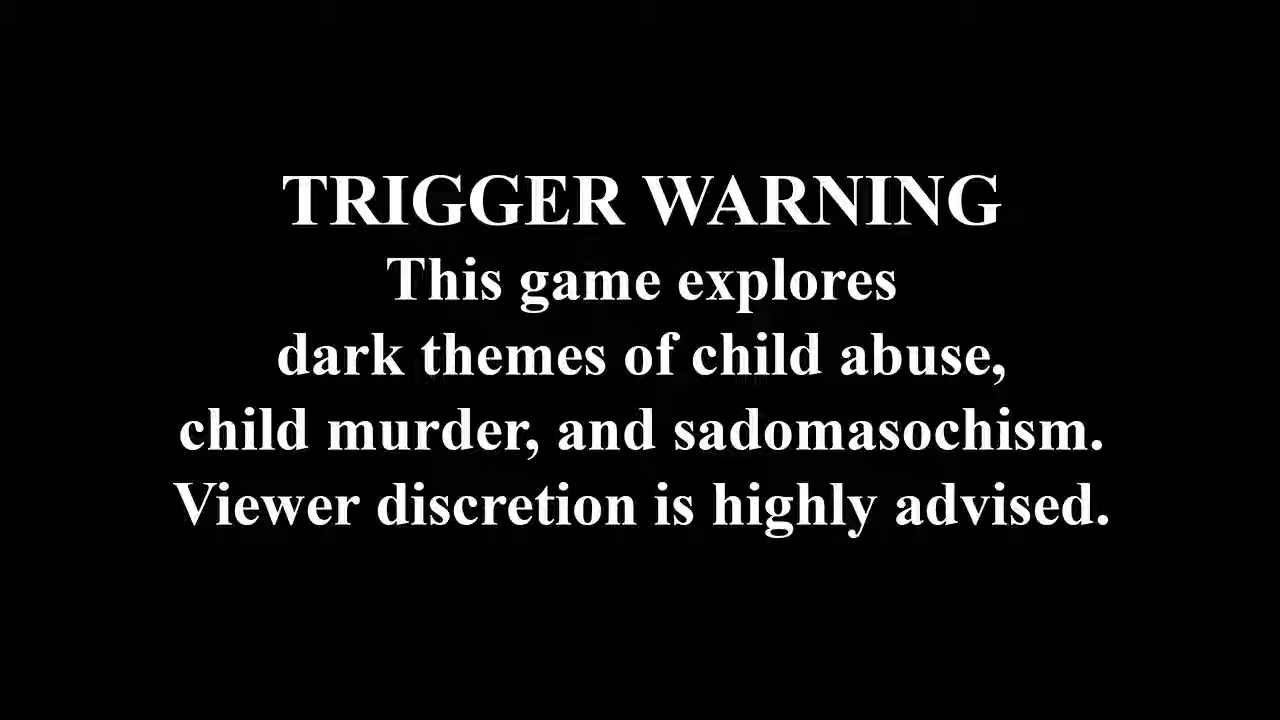 TRIGGER WARNING
This game explores
dark themes of child abuse,
child murder, and sadomasochism.
Viewer discretion is highly advised.